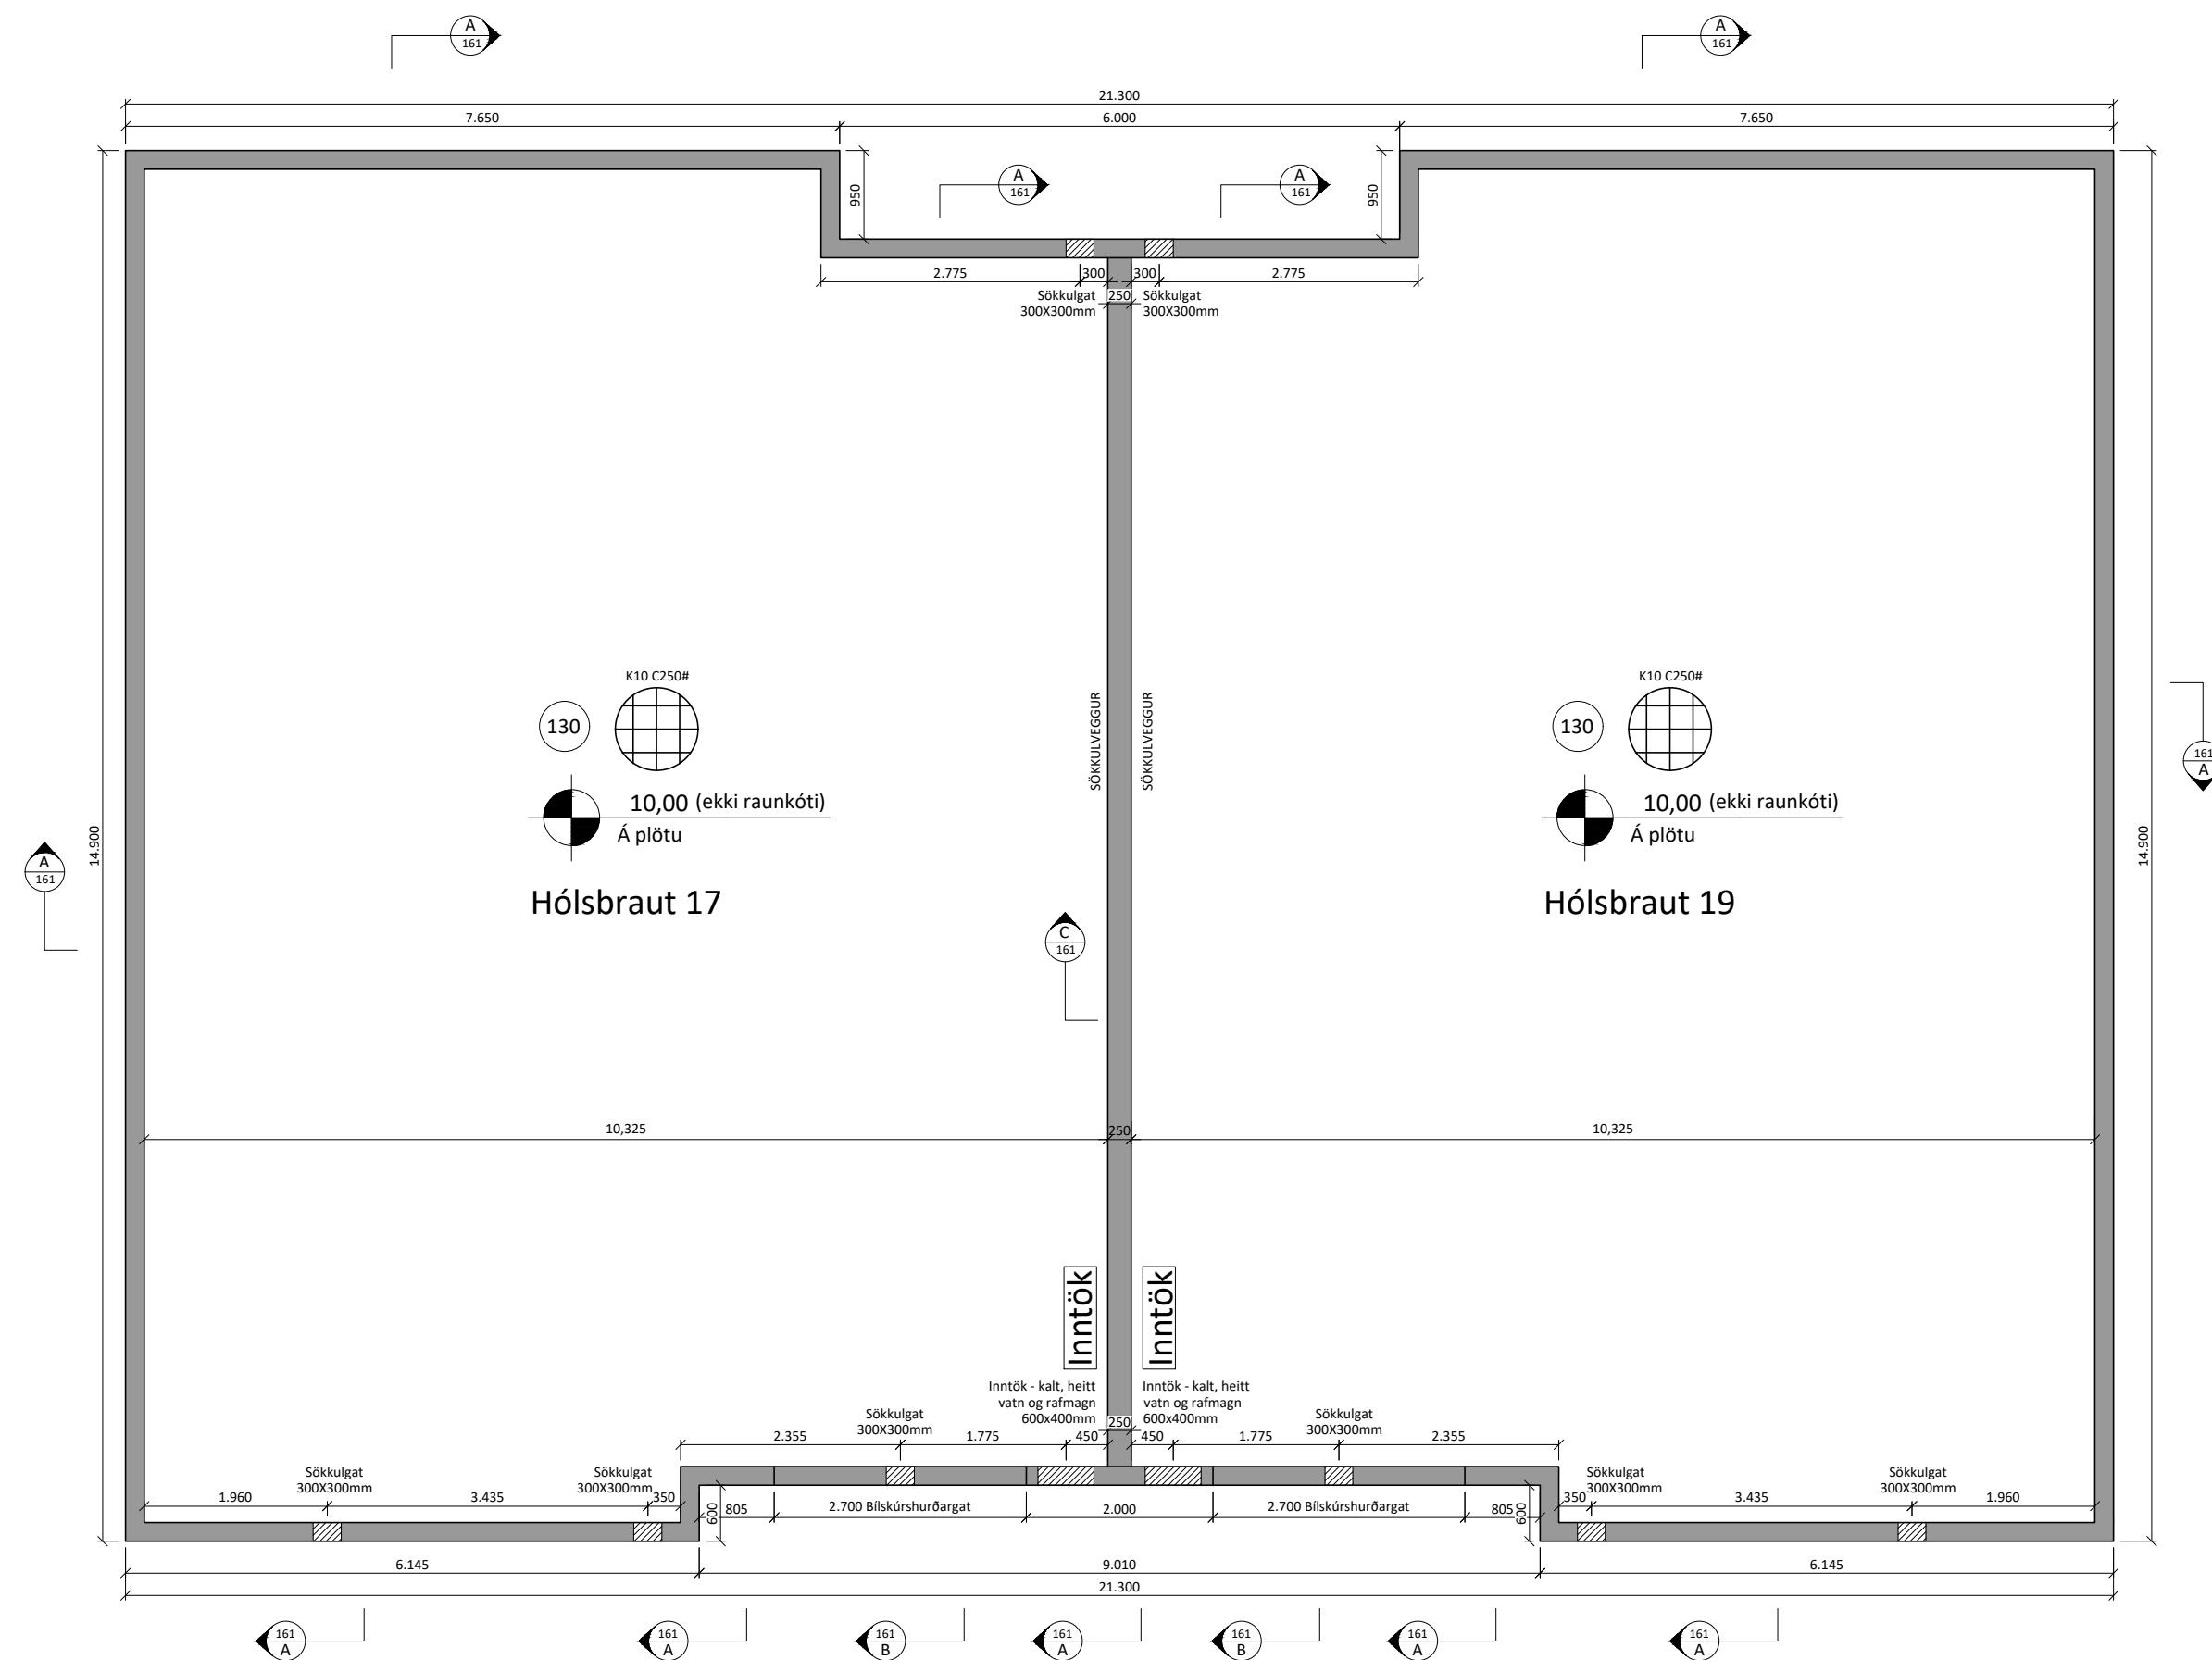 A
161
A
161
21.300
7.650
6.000
7.650
A
161
A
161
950
950
2.775
300
300
2.775
Sökkulgat
300X300mm
250
Sökkulgat
300X300mm
K10 C250#
130
10,00 (ekki raunkóti)
Á plötu
Hólsbraut 17
SÖKKULVEGGUR
SÖKKULVEGGUR
K10 C250#
130
10,00 (ekki raunkóti)
Á plötu
Hólsbraut 19
161
A
14.900
14.900
A
161
C
161
10,325
250
10,325
Inntök
Inntök
Inntök - kalt, heitt
vatn og rafmagn
600x400mm
250
Inntök - kalt, heitt
vatn og rafmagn
600x400mm
Sökkulgat
300X300mm
Sökkulgat
300X300mm
2.355
1.775
450
450
1.775
2.355
Sökkulgat
300X300mm
Sökkulgat
300X300mm
Sökkulgat
300X300mm
Sökkulgat
300X300mm
1.960
3.435
350
350
3.435
1.960
600
805
2.700 Bílskúrshurðargat
2.000
2.700 Bílskúrshurðargat
805
600
6.145
9.010
6.145
21.300
161
A
161
A
161
B
161
A
161
B
161
A
161
A